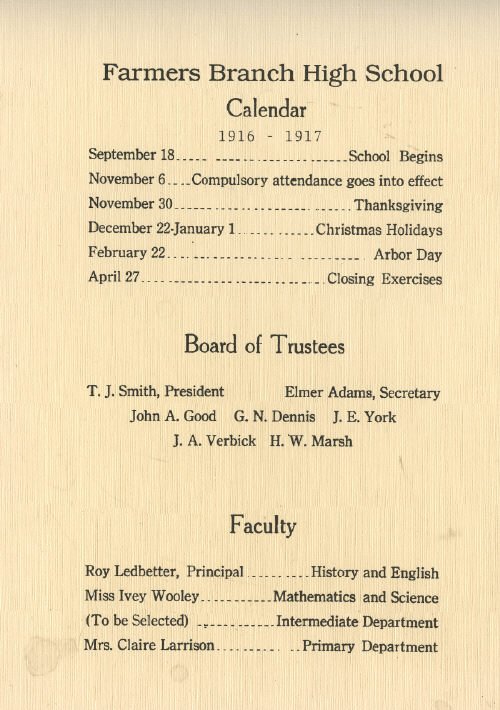 Farmers Branch High School
Calendar
1916 - 1917
September 18..... ......................School Begins
November 6....Compulsory attendance goes into effect
November 30..............................Thanksgiving
December 22-January 1............Christmas Holidays
February 22................................ Arbor Day
April 27..............................Closing Exercises
Board of Trustees
T. J. Smith, President Elmer Adams, Secretary
John A. Good G. N. Dennis J. E. York
J. A. Verbick H. W. Marsh
Faculty
Roy Ledbetter, Principal ..........History and English
Miss Ivey Wooley............Mathematics and Science
(To be Selected) .............Intermediate Department
Mrs. Claire Larrison......... ..Primary Department